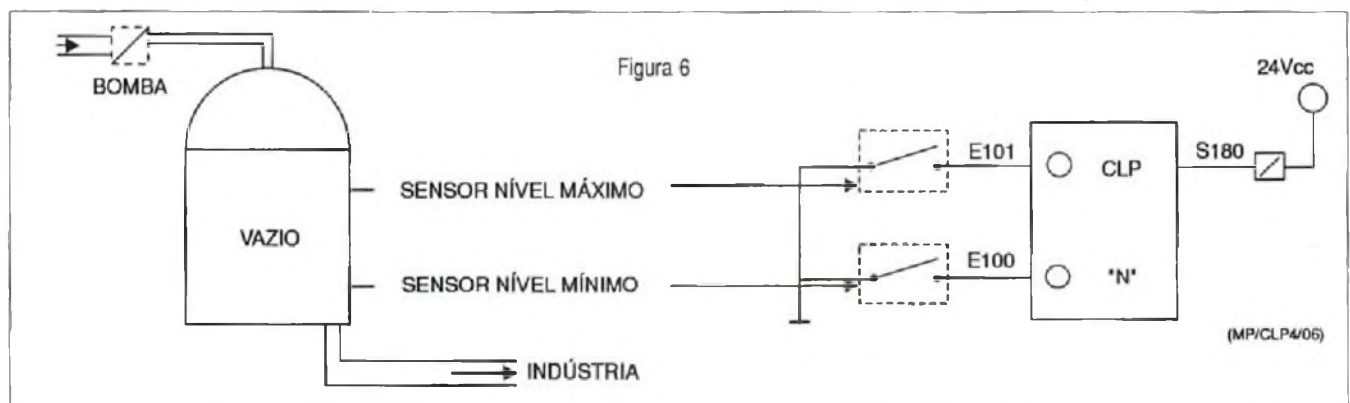 BOMBA
Figura 6
24Vcc
E101
CLP
S180
SENSOR NÍVEL MÁXIMO
VAZIO
E100
"N"
SENSOR NÍVEL MÍNIMO
(MP/CLP4/06)
INDÚSTRIA